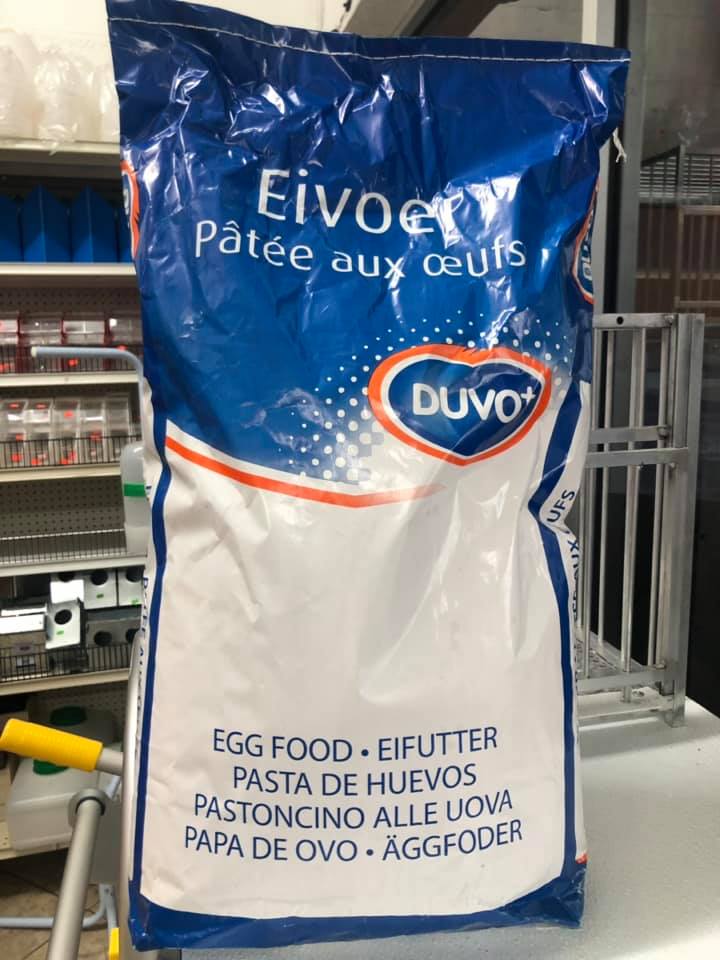 Eivoer
Pâtée aux œufs
DUVO+
EGG FOOD • EIFUTTER
PASTA DE HUEVOS
PASTONCINO ALLE UOVA
PAPA DE OVO • ÄGGFODER